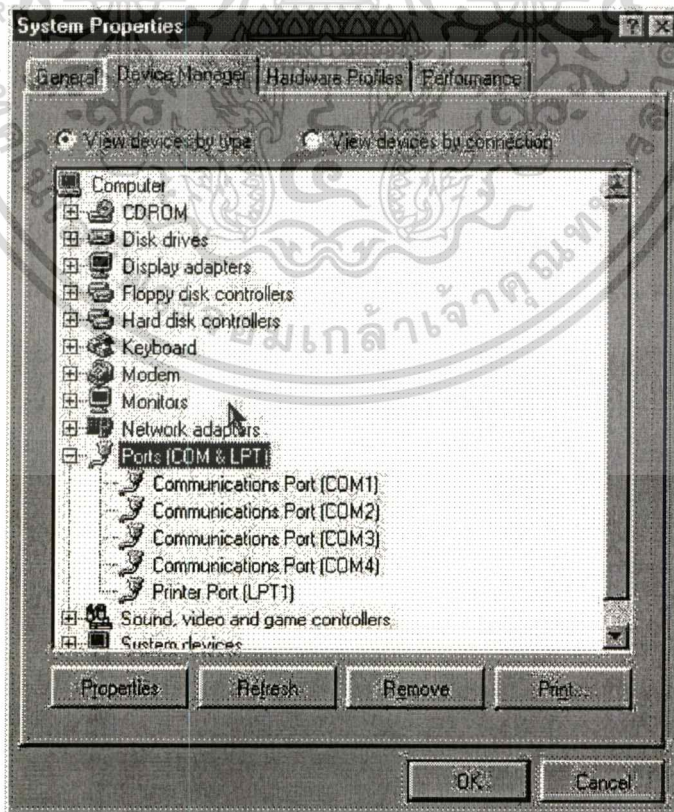 System Properties
General Device Manager Hardware Profiles Performance
View devices by type View devices by connection
Computer
CDROM
Disk drives
Display adapters
Floppy disk controllers
Hard disk controllers
Keyboard
Modem
Monitors
Network adapters
Ports (COM & LPT)
Communications Port (COM1)
Communications Port (COM2)
Communications Port (COM3)
Communications Port (COM4)
Printer Port (LPT1)
Sound, video and game controllers
System devices
Properties Refresh Remove Print...
OK Cancel